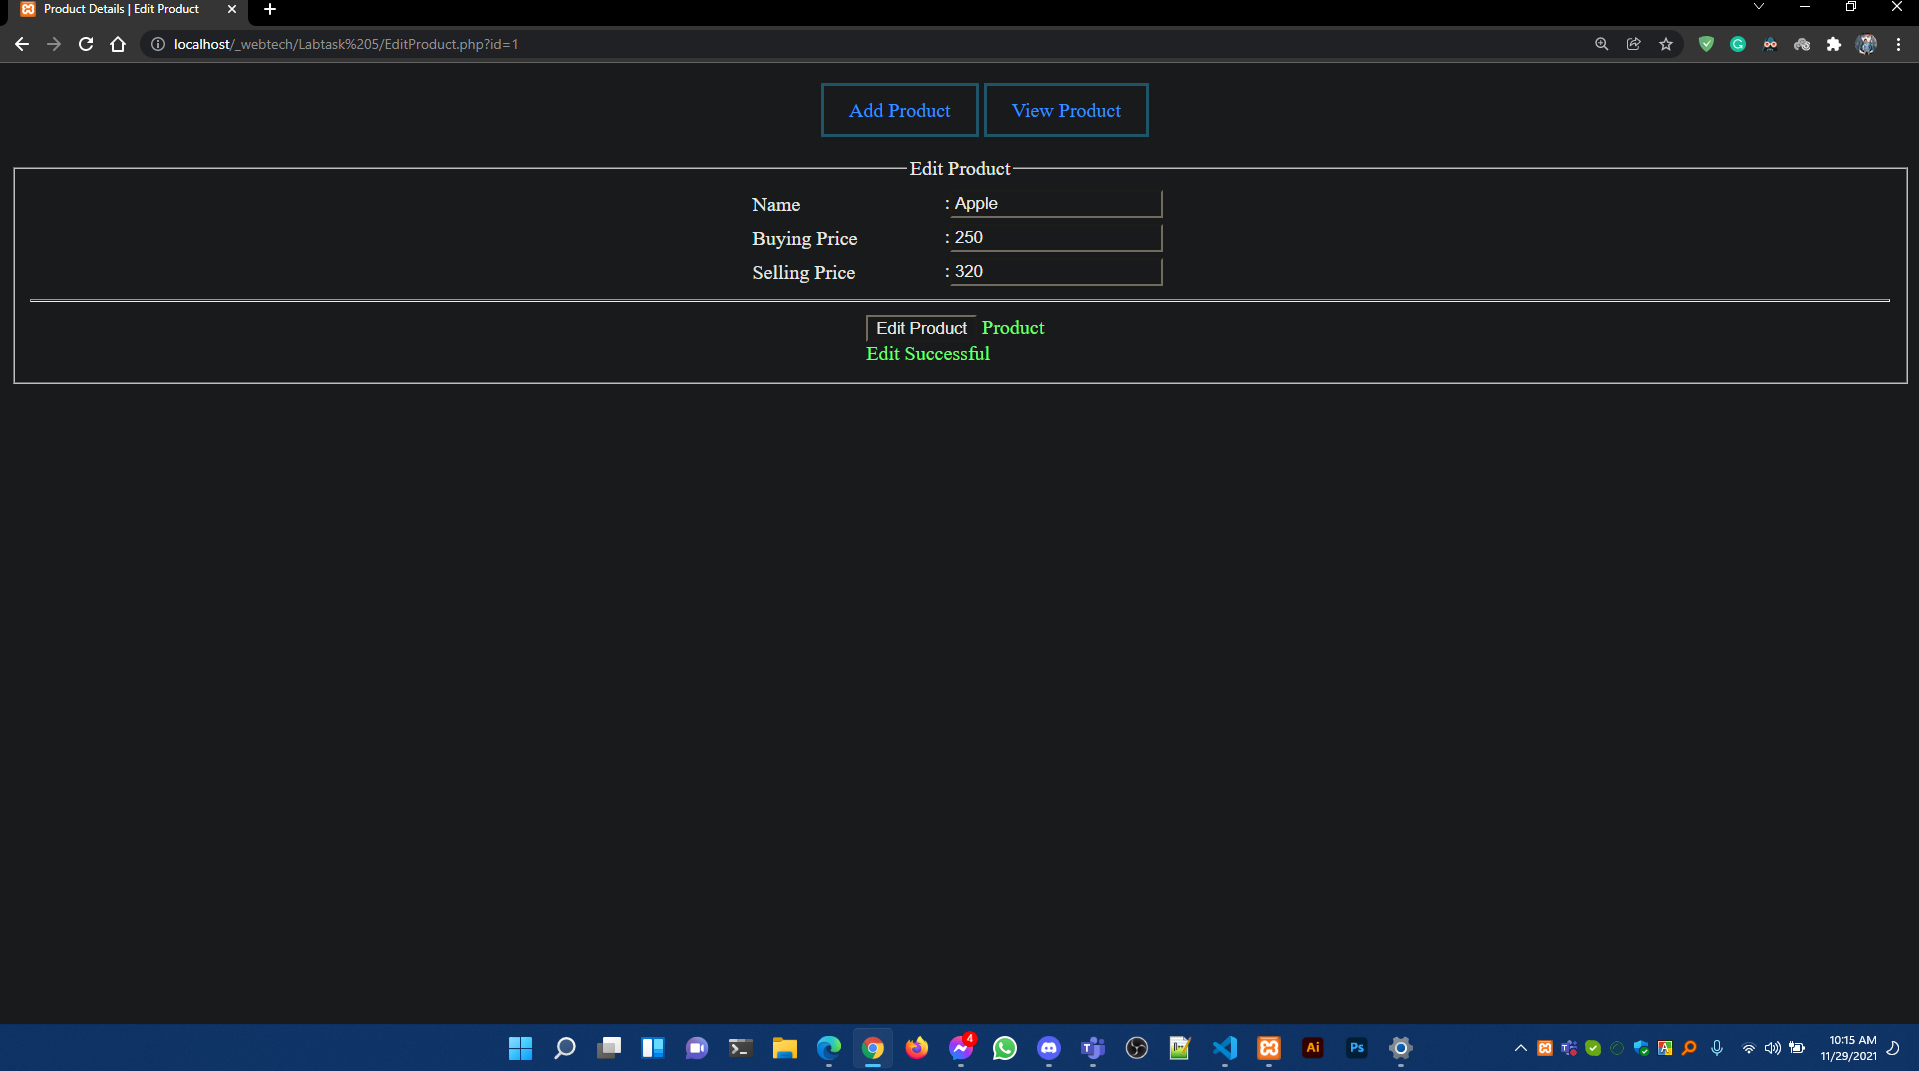 Product Details | Edit Product
localhost/_webtech/Labtask%205/EditProduct.php?id=1
Add Product View Product
Edit Product
Name : Apple
Buying Price : 250
Selling Price : 320
Edit Product Product
Edit Successful
4
Ai Ps
10:15 AM
11/29/2021